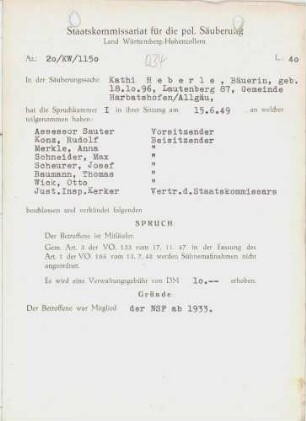 Staatskommissariat für die pol. Säuberung
Land Württemberg-Hohenzollern
Az.: 20/KW/1150
L: 40
In der Säuberungssache: Kathi Heberle, Bäuerin, geb.
18.10.96, Lautenberg 87, Gemeinde
Harbatshofen/Allgäu,
hat die Spruchkammer I in ihrer Sitzung am 15.6.49 , an welcher
teilgenommen haben:
Assessor Sauter Vorsitzender
Konz, Rudolf Beisitzender
Merkle, Anna "
Schneider, Max "
Scheurer, Josef "
Baumann, Thomas "
Wick, Otto "
Just.Insp.Kerker Vertr.d.Staatskommissars
beschlossen und verkündet folgenden
SPRUCH
Der Betroffene ist Mitläufer.
Gem. Art. 3 der VO. 133 vom 17. 11. 47 in der Fassung des
Art. 1 der VO. 165 vom 13. 7. 48 werden Sühnemaßnahmen nicht
angeordnet.
Es wird eine Verwaltungsgebühr von DM 10.-- erhoben.
Gründe
Der Betroffene war Mitglied der NSF ab 1933.